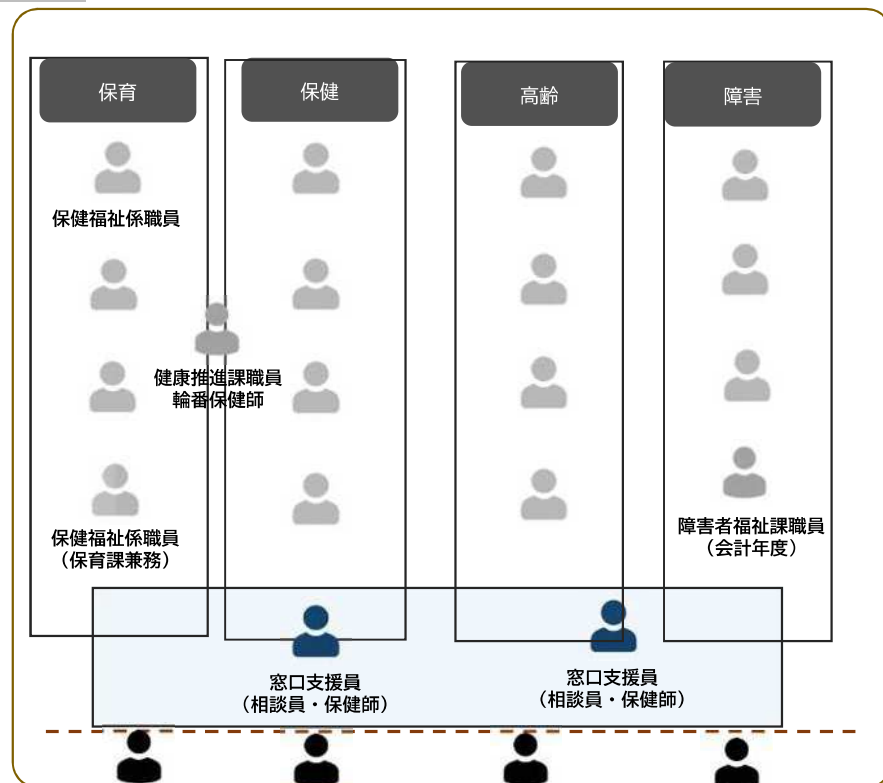 保育
保健
高齢
障害
保健福祉係職員
健康推進課職員
輪番保健師
保健福祉係職員
（保育課兼務）
障害者福祉課職員
（会計年度）
窓口支援員
（相談員・保健師）
窓口支援員
（相談員・保健師）